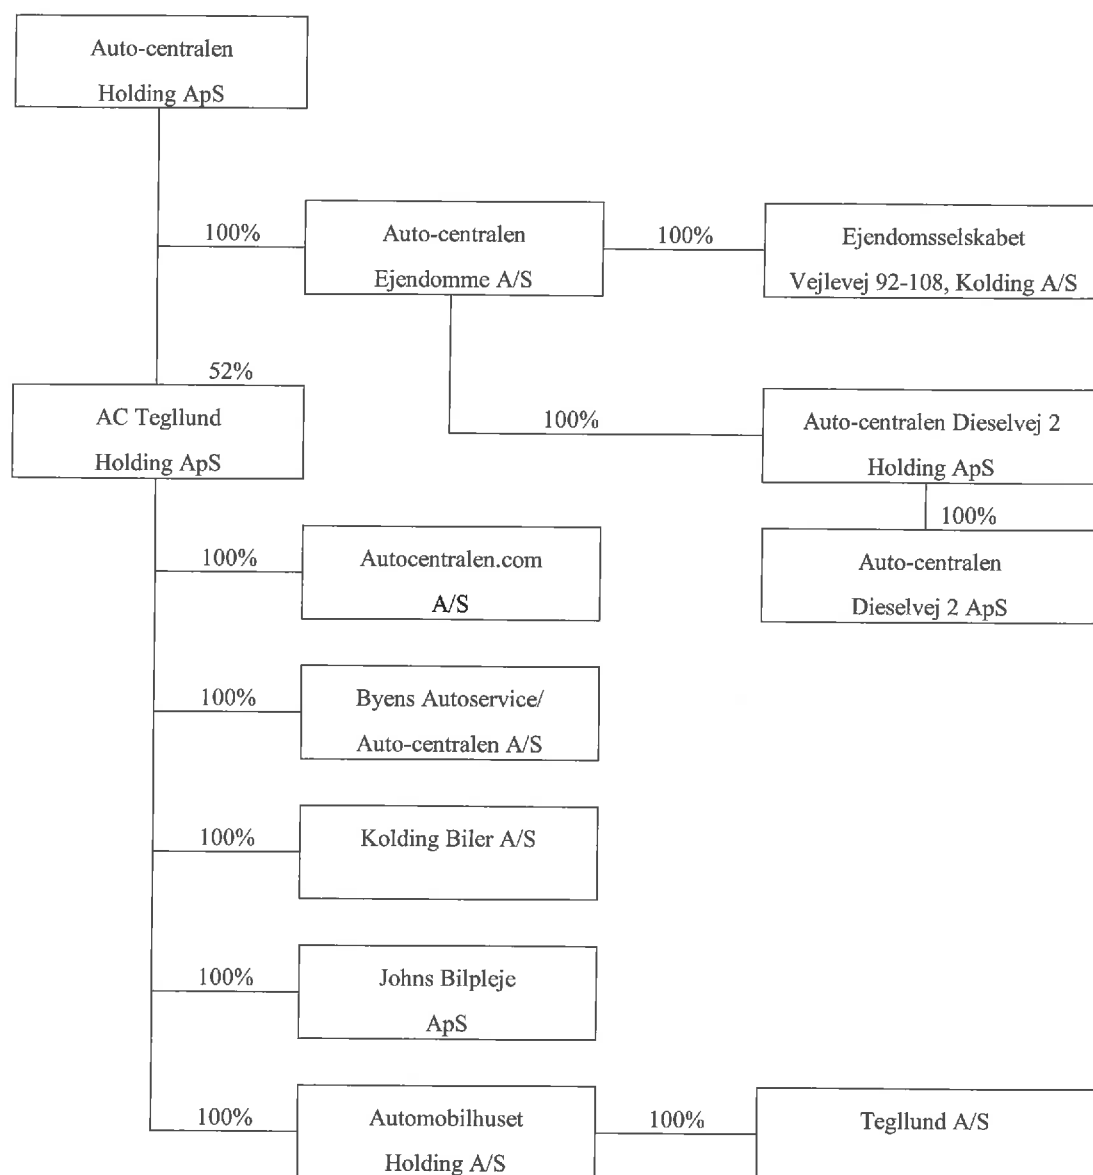 Auto-centralen
Holding ApS
100%
Auto-centralen
Ejendomme A/S
100%
Ejendomsselskabet
Vejlevej 92-108, Kolding A/S
52%
AC Tegllund
Holding ApS
100%
Auto-centralen Dieselvej 2
Holding ApS
100%
Auto-centralen
Dieselvej 2 ApS
100%
Autocentralen.com
A/S
100%
Byens Autoservice/
Auto-centralen A/S
100%
Kolding Biler A/S
100%
Johns Bilpleje
ApS
100%
Automobilhuset
Holding A/S
100%
Tegllund A/S